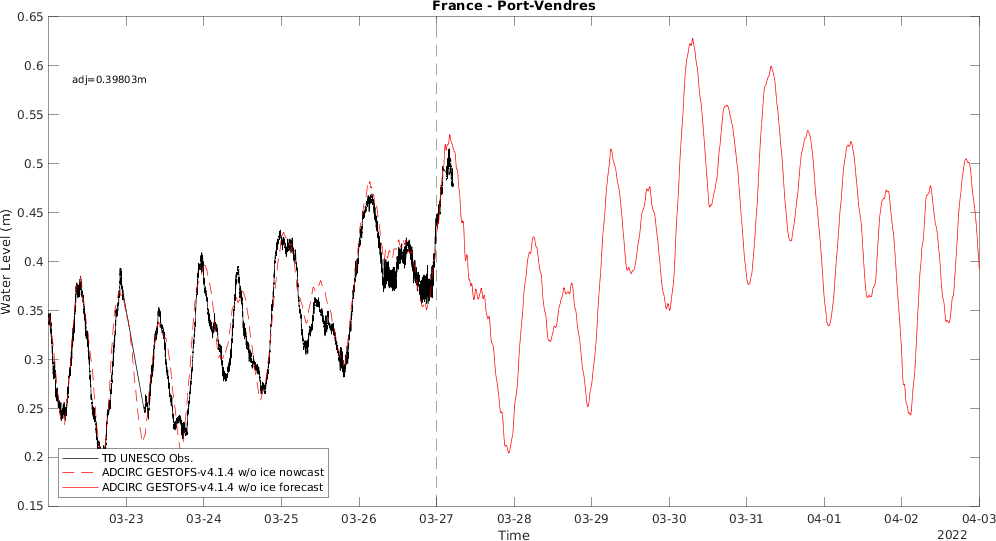 France - Port-Vendres
0.65
0.6
adj=0.39803m
0.55
0.5
0.45
0.4
0.35
0.3
0.25
0.2
0.15
Water Level (m)
TD UNESCO Obs.
ADCIRC GESTOFS-v4.1.4 w/o ice nowcast
ADCIRC GESTOFS-v4.1.4 w/o ice forecast
03-23 03-24 03-25 03-26 03-27 03-28 03-29 03-30 03-31 04-01 04-02 04-03
Time
2022